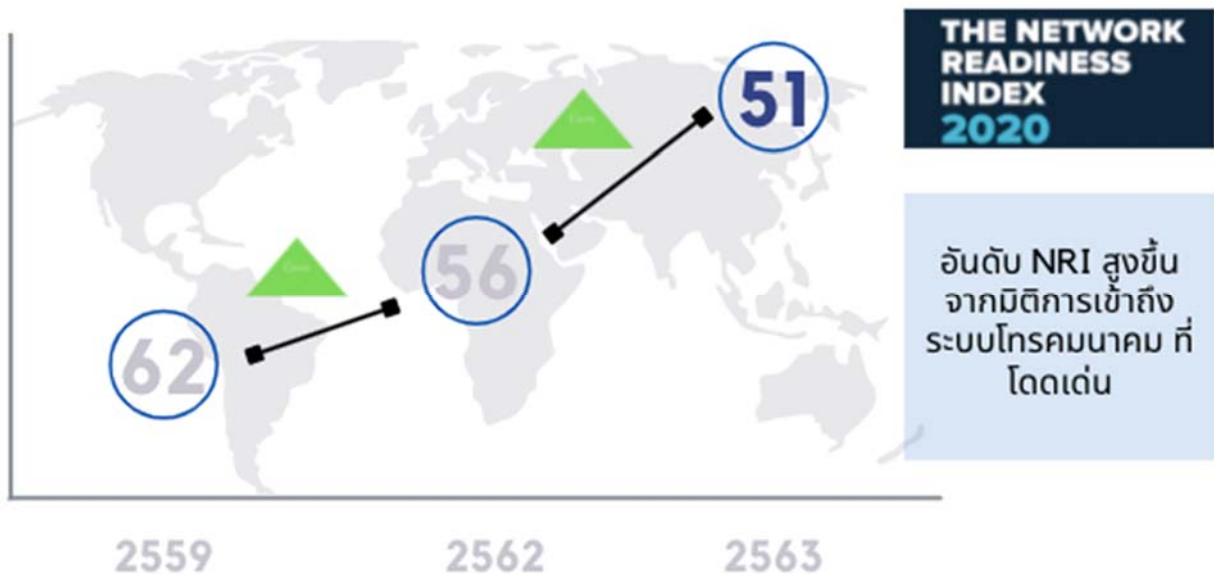 THE NETWORK
READINESS
INDEX
2020
51
56
62
อันดับ NRI สูงขึ้น
จากมิติการเข้าถึง
ระบบโทรคมนาคม ที่
โดดเด่น
2559
2562
2563